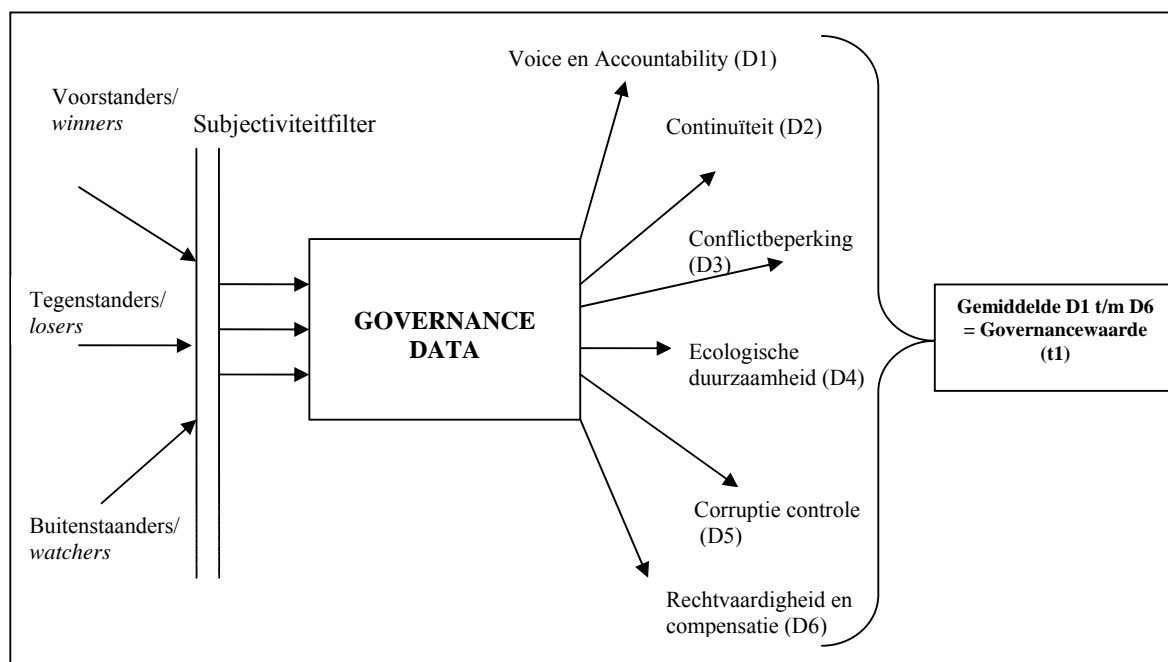 Voorstanders/
winners
Tegenstanders/
losers
Buitenstaanders/
watchers
Subjectiviteitfilter
GOVERNANCE
DATA
Voice en Accountability (D1)
Continuïteit (D2)
Conflictbeperking
(D3)
Ecologische
duurzaamheid (D4)
Corruptie controle
(D5)
Rechtvaardigheid en
compensatie (D6)
Gemiddelde D1 t/m D6
= Governancewaarde
(t1)